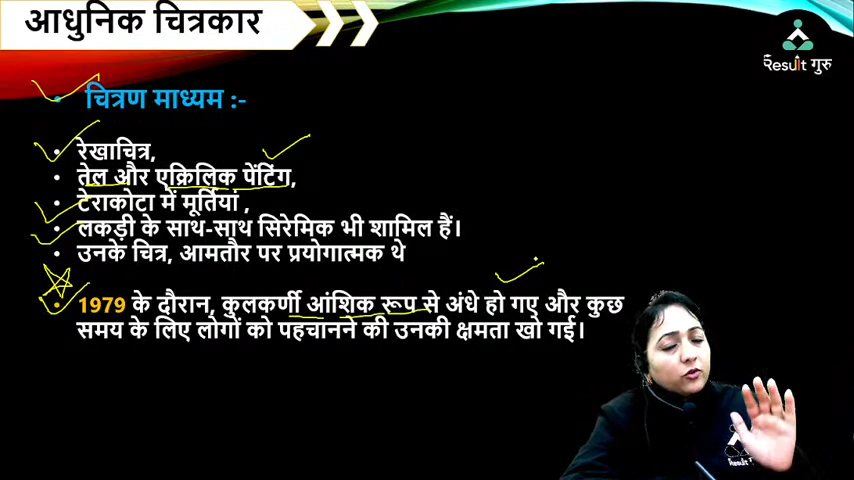 आधुनिक चित्रकार
Result गुरु
चित्रण माध्यम :-
रेखाचित्र,
तेल और एक्रिलिक पेंटिंग,
टेराकोटा में मूर्तियां ,
लकड़ी के साथ-साथ सिरेमिक भी शामिल हैं।
उनके चित्र, आमतौर पर प्रयोगात्मक थे
1979 के दौरान, कुलकर्णी आंशिक रूप से अंधे हो गए और कुछ
समय के लिए लोगों को पहचानने की उनकी क्षमता खो गई।